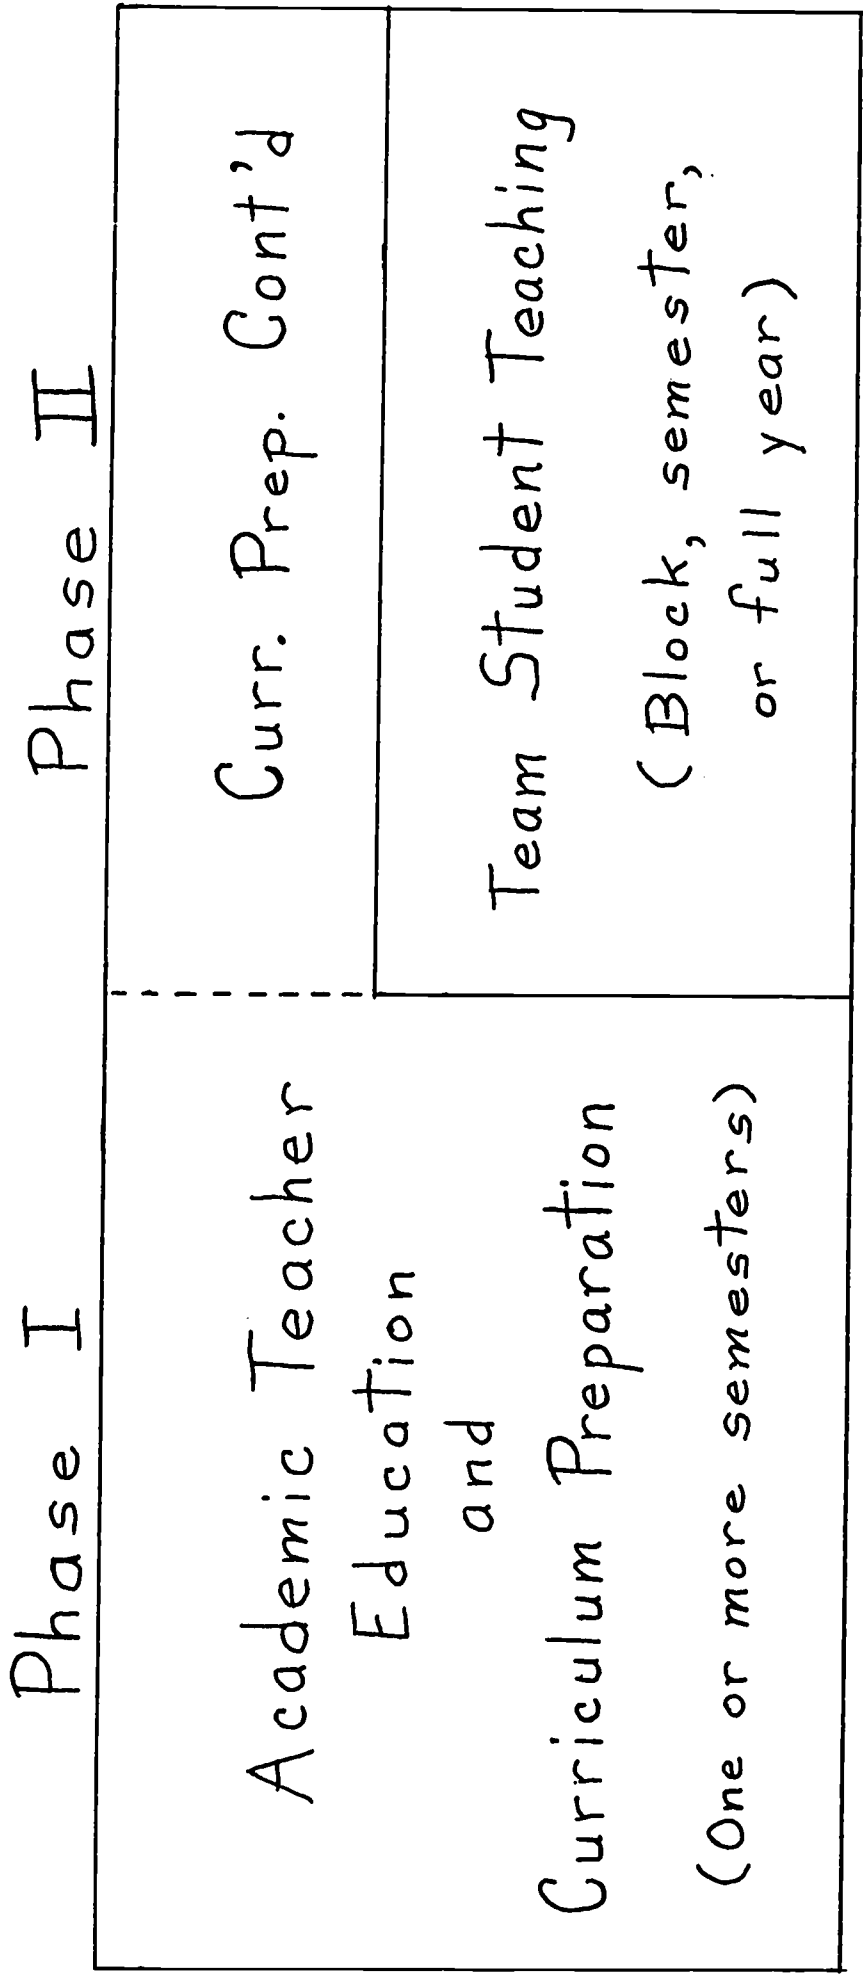 Phase I
Academic Teacher
Education
and
Curriculum Preparation
(One or more semesters)
Phase II
Curr. Prep. Cont'd
Team Student Teaching
(Block, semester,
or full year)